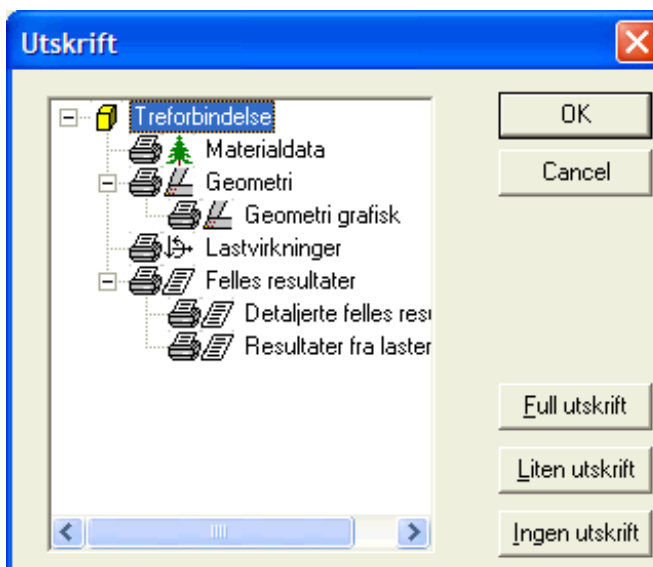 Utskrift
Treforbindelse
Materialdata
Geometri
Geometri grafisk
Lastvirkninger
Felles resultater
Detaljerte felles
Resultater fra laster
OK
Cancel
Full utskrift
Liten utskrift
Ingen utskrift